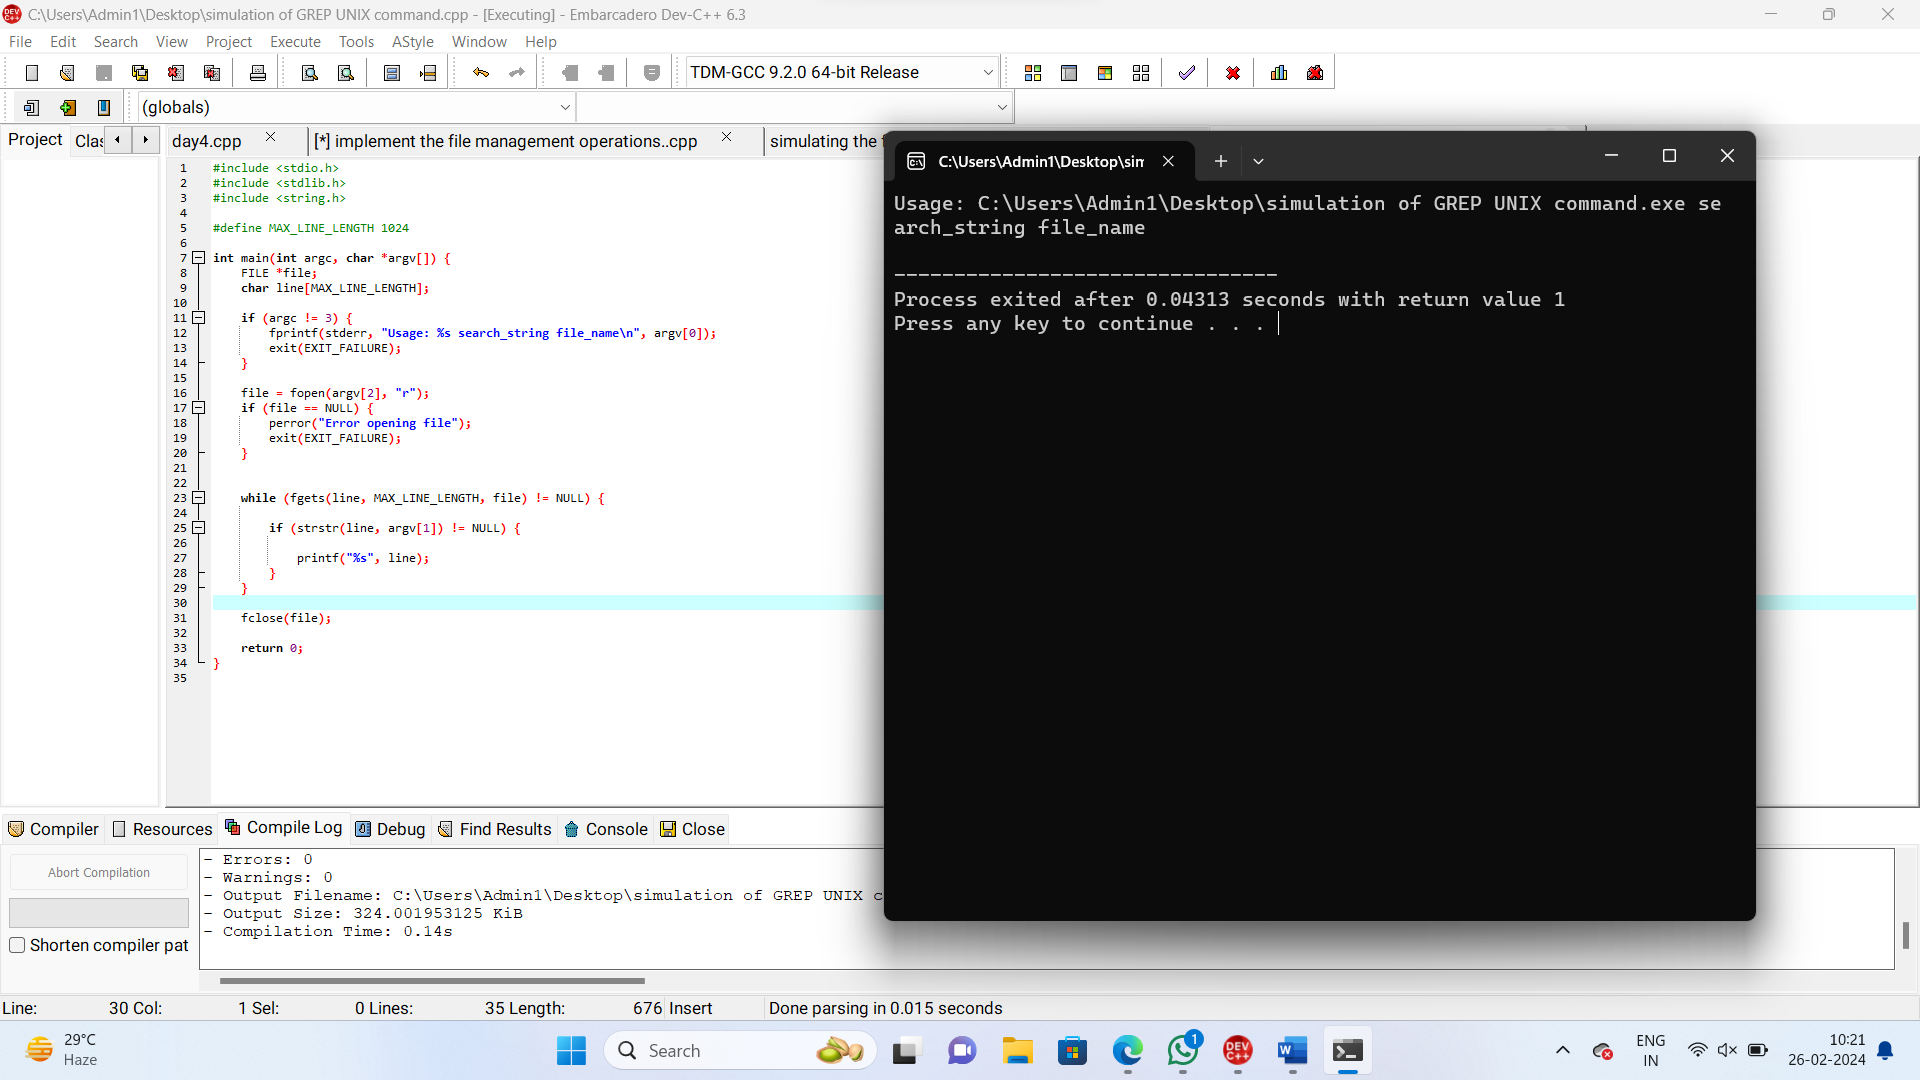 C:\Users\Admin1\Desktop\simulation of GREP UNIX command.cpp - [Executing] - Embarcadero Dev-C++ 6.3
File Edit Search View Project Execute Tools AStyle Window Help
TDM-GCC 9.2.0 64-bit Release
(globals)
Project Clas day4.cpp [*] implement the file management operations..cpp simulating the
1 #include <stdio.h>
2 #include <stdlib.h>
3 #include <string.h>
4
5 #define MAX_LINE_LENGTH 1024
6
7 int main(int argc, char *argv[]) {
8 FILE *file;
9 char line[MAX_LINE_LENGTH];
10
11 if (argc != 3) {
12 fprintf(stderr, "Usage: %s search_string file_name\n", argv[0]);
13 exit(EXIT_FAILURE);
14 }
15
16 file = fopen(argv[2], "r");
17 if (file == NULL) {
18 perror("Error opening file");
19 exit(EXIT_FAILURE);
20 }
21
22
23 while (fgets(line, MAX_LINE_LENGTH, file) != NULL) {
24
25 if (strstr(line, argv[1]) != NULL) {
26
27 printf("%s", line);
28 }
29 }
30
31 fclose(file);
32
33 return 0;
34 }
35
C:\Users\Admin1\Desktop\sim
Usage: C:\Users\Admin1\Desktop\simulation of GREP UNIX command.exe se
arch_string file_name
--------------------------------
Process exited after 0.04313 seconds with return value 1
Press any key to continue . . .
Compiler Resources Compile Log Debug Find Results Console Close
Abort Compilation
Shorten compiler pat
- Errors: 0
- Warnings: 0
- Output Filename: C:\Users\Admin1\Desktop\simulation of GREP UNIX c
- Output Size: 324.001953125 KiB
- Compilation Time: 0.14s
Line: 30 Col: 1 Sel: 0 Lines: 35 Length: 676 Insert Done parsing in 0.015 seconds
29°C
Haze
Search
1
DEV C++
ENG
IN
10:21
26-02-2024